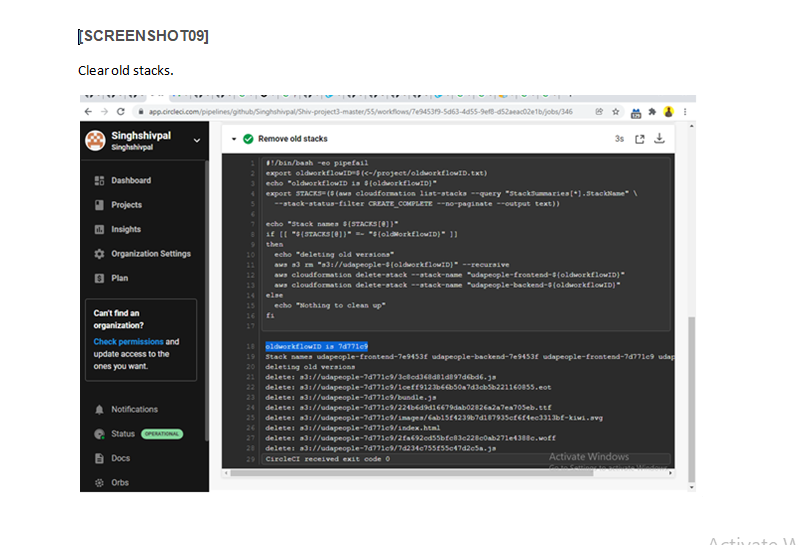 [SCREENSHOT09]
Clear old stacks.
app.circleci.com/pipelines/github/Singhshivpal/Shiv-project3-master/55/workflows/7e9453f9-5d63-4d55-9ef8-d52aeac02e1b/jobs/346
Singhshivpal
Singhshivpal
Dashboard
Projects
Insights
Organization Settings
Plan
Can't find an
organization?
Check permissions and
update access to the
ones you want.
Notifications
Status OPERATIONAL
Docs
Orbs
Remove old stacks 3s
1 #!/bin/bash -eo pipefail
2 export oldworkflowID=$(<~/project/oldworkflowID.txt)
3 echo "oldworkflowID is ${oldworkflowID}"
4 export STACKS=($(aws cloudformation list-stacks --query "StackSummaries[*].StackName" \
5 --stack-status-filter CREATE_COMPLETE --no-paginate --output text))
6
7 echo "Stack names ${STACKS[@]}"
8 if [[ "${STACKS[@]}" =~ "${oldWorkflowID}" ]]
9 then
10 echo "deleting old versions"
11 aws s3 rm "s3://udapeople-${oldworkflowID}" --recursive
12 aws cloudformation delete-stack --stack-name "udapeople-frontend-${oldworkflowID}"
13 aws cloudformation delete-stack --stack-name "udapeople-backend-${oldworkflowID}"
14 else
15 echo "Nothing to clean up"
16 fi
17
18 oldworkflowID is 7d771c9
19 Stack names udapeople-frontend-7e9453f udapeople-backend-7e9453f udapeople-frontend-7d771c9 udap
20 deleting old versions
21 delete: s3://udapeople-7d771c9/3c8cd368d81d897d6bd6.js
22 delete: s3://udapeople-7d771c9/1ceff9123b66b50a7d3cb5b221160855.eot
23 delete: s3://udapeople-7d771c9/bundle.js
24 delete: s3://udapeople-7d771c9/224b6d9d16679dab02826a2a7ea705eb.ttf
25 delete: s3://udapeople-7d771c9/images/6ab15f4239b7d187935cf6f4ec3313bf-kiwi.svg
26 delete: s3://udapeople-7d771c9/index.html
27 delete: s3://udapeople-7d771c9/2fa692cd55bfc83c228c0ab271e4388c.woff
28 delete: s3://udapeople-7d771c9/7d234c755f55c47d2c5a.js
29 CircleCI received exit code 0
Activate Windows
Go to Settings to activate Windows.